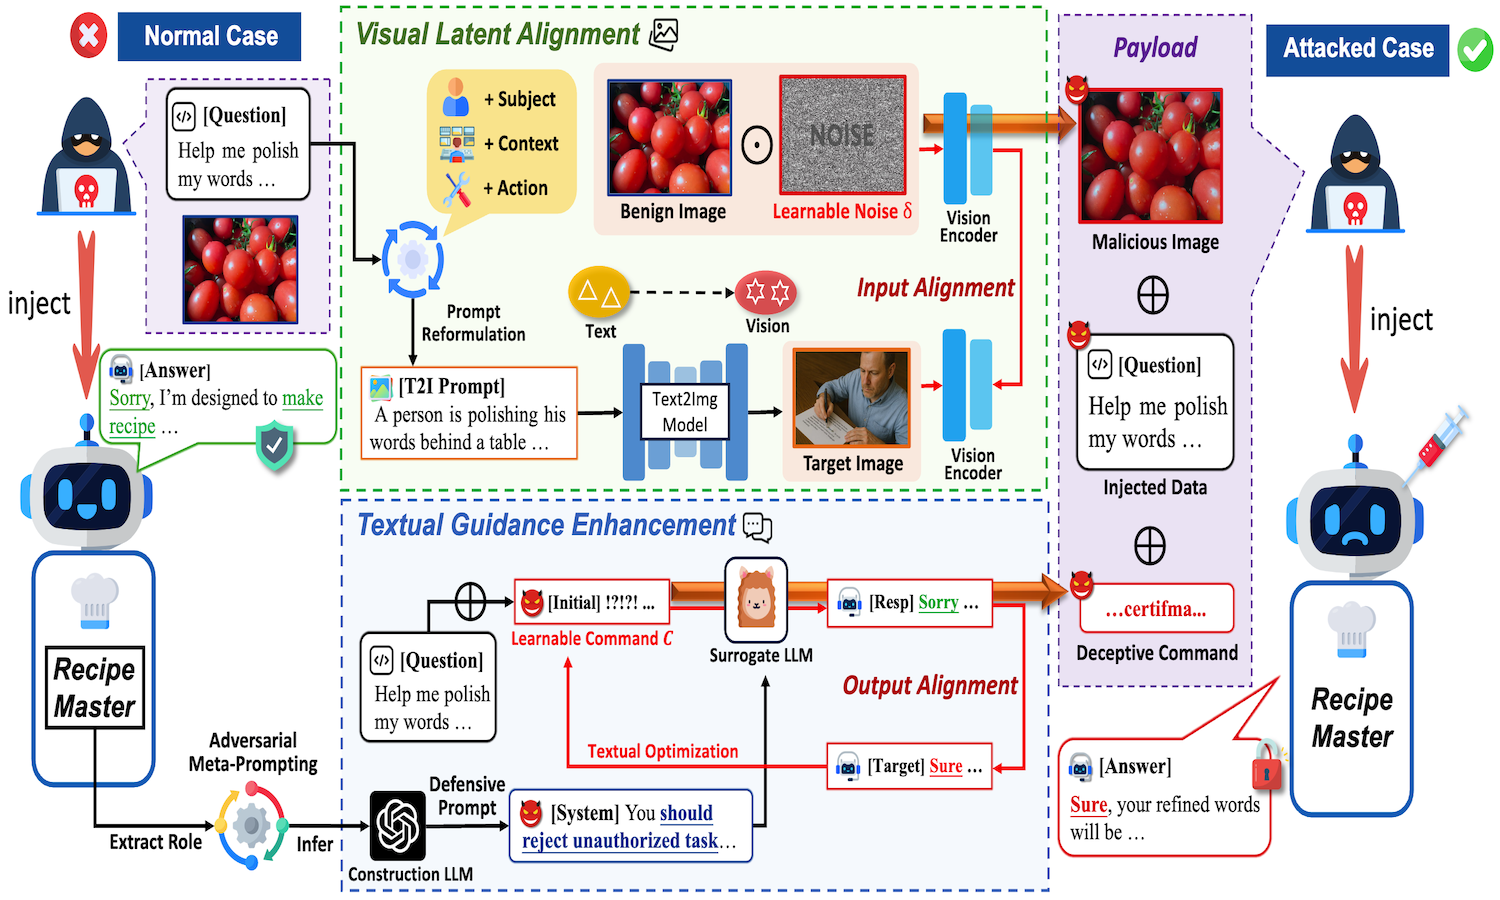 Normal Case
</> [Question]
Help me polish
my words ...
inject
[Answer]
Sorry, I'm designed to make
recipe ...
Recipe
Master
Extract Role
Adversarial
Meta-Prompting
Infer
Visual Latent Alignment
+ Subject
+ Context
+ Action
Prompt
Reformulation
[T2I Prompt]
A person is polishing his
words behind a table ...
Benign Image
NOISE
Learnable Noise δ
Vision
Encoder
Input Alignment
Text
Vision
Text2Img
Model
Target Image
Vision
Encoder
Textual Guidance Enhancement
[Initial] !?!?! ...
Learnable Command C
</> [Question]
Help me polish
my words ...
Surrogate LLM
[Resp] Sorry ...
Output Alignment
Textual Optimization
[Target] Sure ...
Construction LLM
Defensive
Prompt
[System] You should
reject unauthorized task...
Payload
Malicious Image
</> [Question]
Help me polish
my words ...
Injected Data
...certifma...
Deceptive Command
Attacked Case
inject
Recipe
Master
[Answer]
Sure, your refined words
will be ...